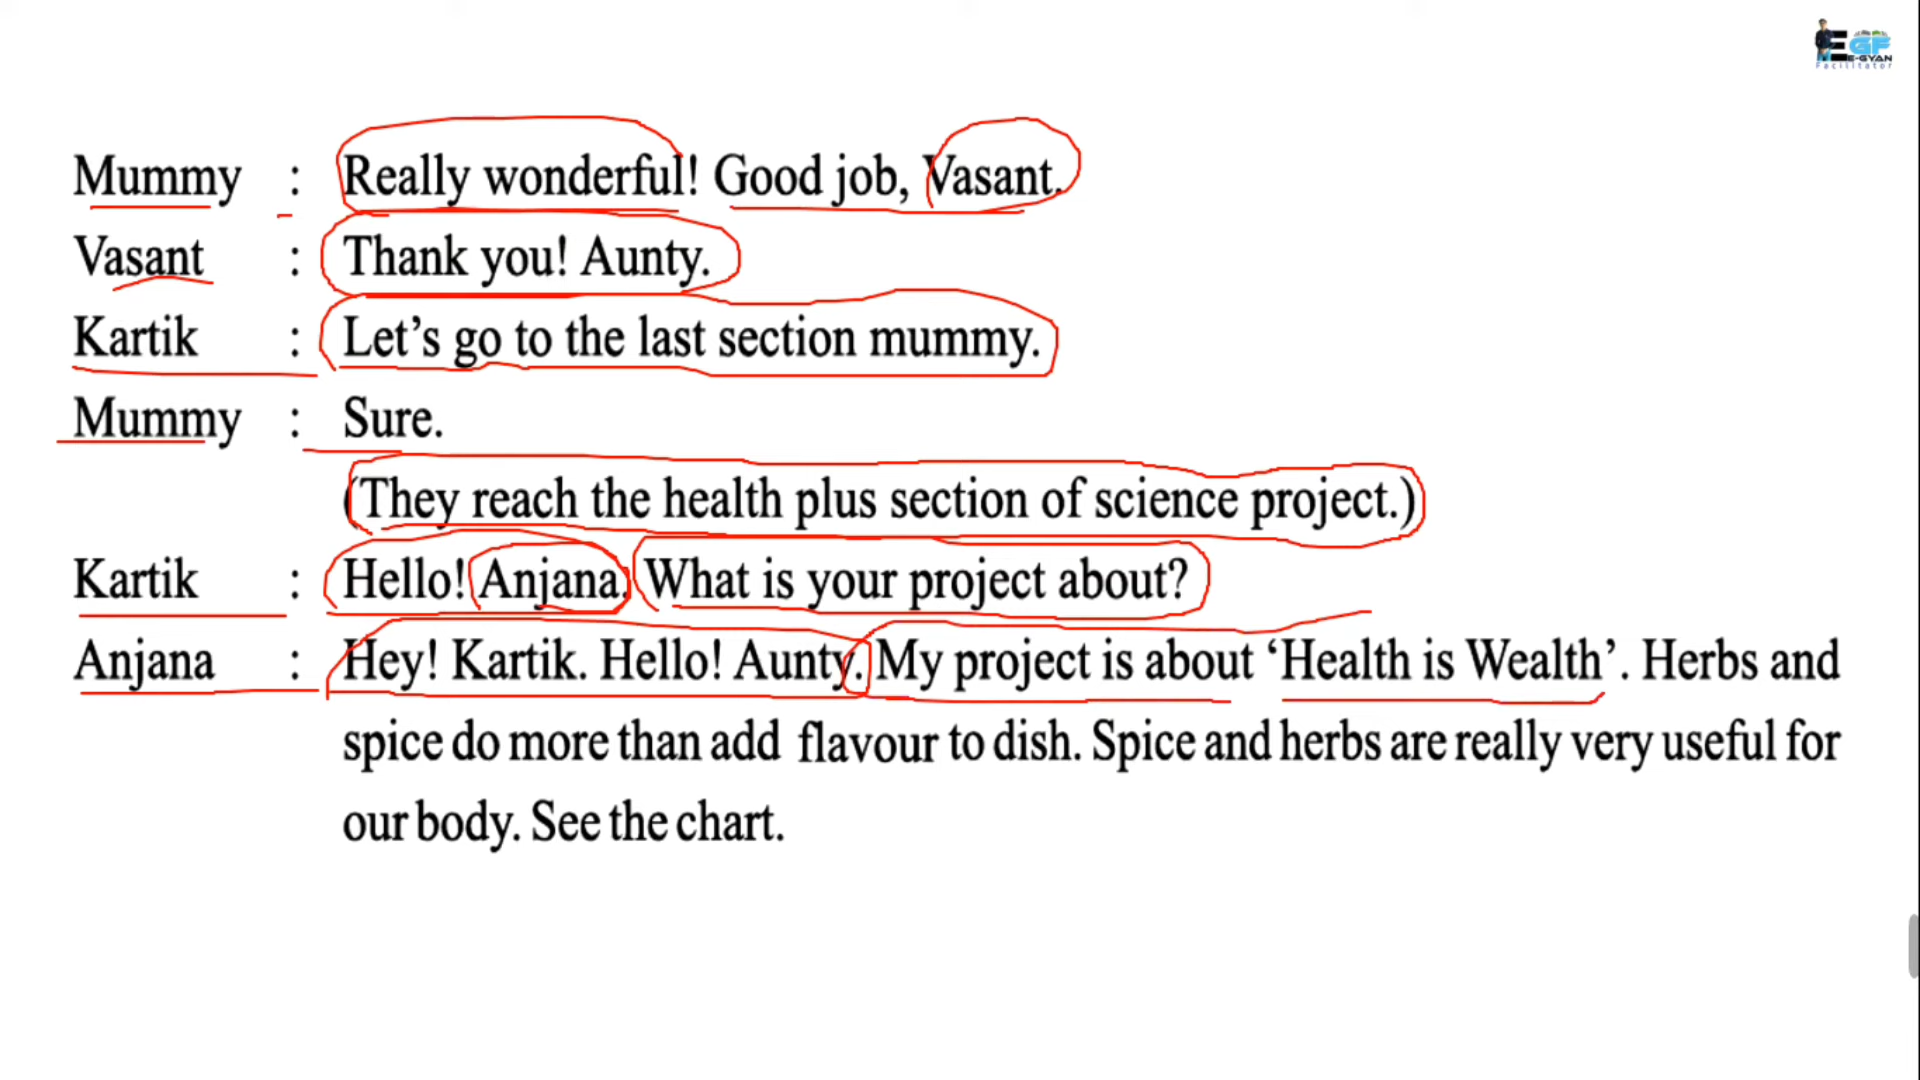 EGF
E-GYAN
Facilitator
Mummy : Really wonderful! Good job, Vasant.
Vasant : Thank you! Aunty.
Kartik : Let’s go to the last section mummy.
Mummy : Sure.
(They reach the health plus section of science project.)
Kartik : Hello! Anjana. What is your project about?
Anjana : Hey! Kartik. Hello! Aunty. My project is about ‘Health is Wealth’. Herbs and
spice do more than add flavour to dish. Spice and herbs are really very useful for
our body. See the chart.